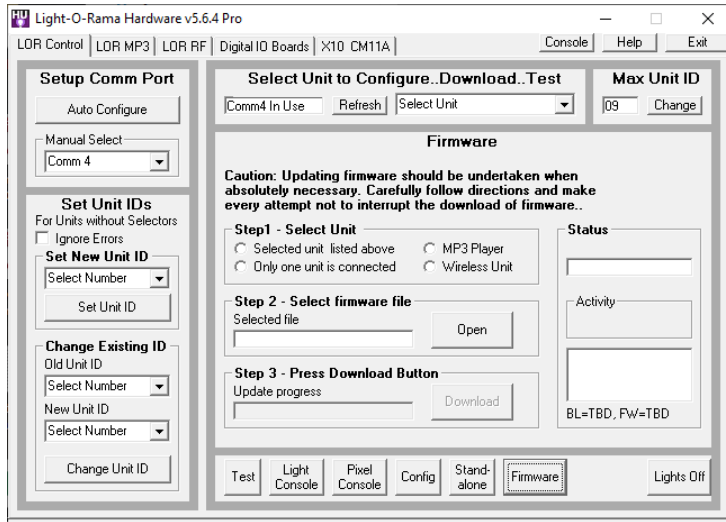 Light-O-Rama Hardware v5.6.4 Pro
LOR Control LOR MP3 LOR RF Digital IO Boards X10 CM11A Console Help Exit
Setup Comm Port
Auto Configure
Manual Select
Comm 4
Set Unit IDs
For Units without Selectors
Ignore Errors
Set New Unit ID
Select Number
Set Unit ID
Change Existing ID
Old Unit ID
Select Number
New Unit ID
Select Number
Change Unit ID
Select Unit to Configure..Download..Test
Comm4 In Use Refresh Select Unit
Max Unit ID
09 Change
Firmware
Caution: Updating firmware should be undertaken when
absolutely necessary. Carefully follow directions and make
every attempt not to interrupt the download of firmware..
Step1 - Select Unit
Selected unit listed above MP3 Player
Only one unit is connected Wireless Unit
Step 2 - Select firmware file
Selected file
Open
Step 3 - Press Download Button
Update progress
Download
Status
Activity
BL=TBD, FW=TBD
Test Light Console Pixel Console Config Stand-alone Firmware Lights Off